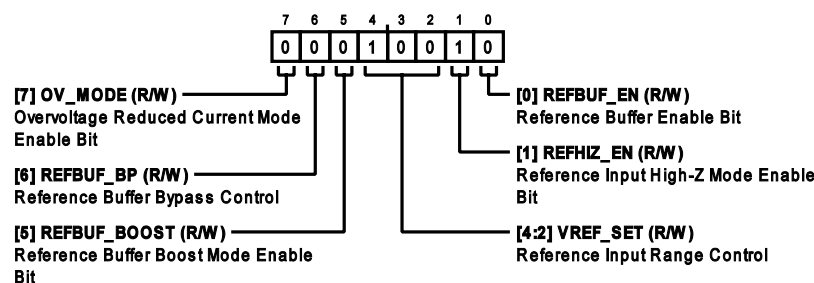 7 6 5 4 3 2 1 0
0 0 0 1 0 0 1 0
[7] OV_MODE (R/W)
Overvoltage Reduced Current Mode
Enable Bit
[6] REFBUF_BP (R/W)
Reference Buffer Bypass Control
[5] REFBUF_BOOST (R/W)
Reference Buffer Boost Mode Enable
Bit
[0] REFBUF_EN (R/W)
Reference Buffer Enable Bit
[1] REFHIZ_EN (R/W)
Reference Input High-Z Mode Enable
Bit
[4:2] VREF_SET (R/W)
Reference Input Range Control